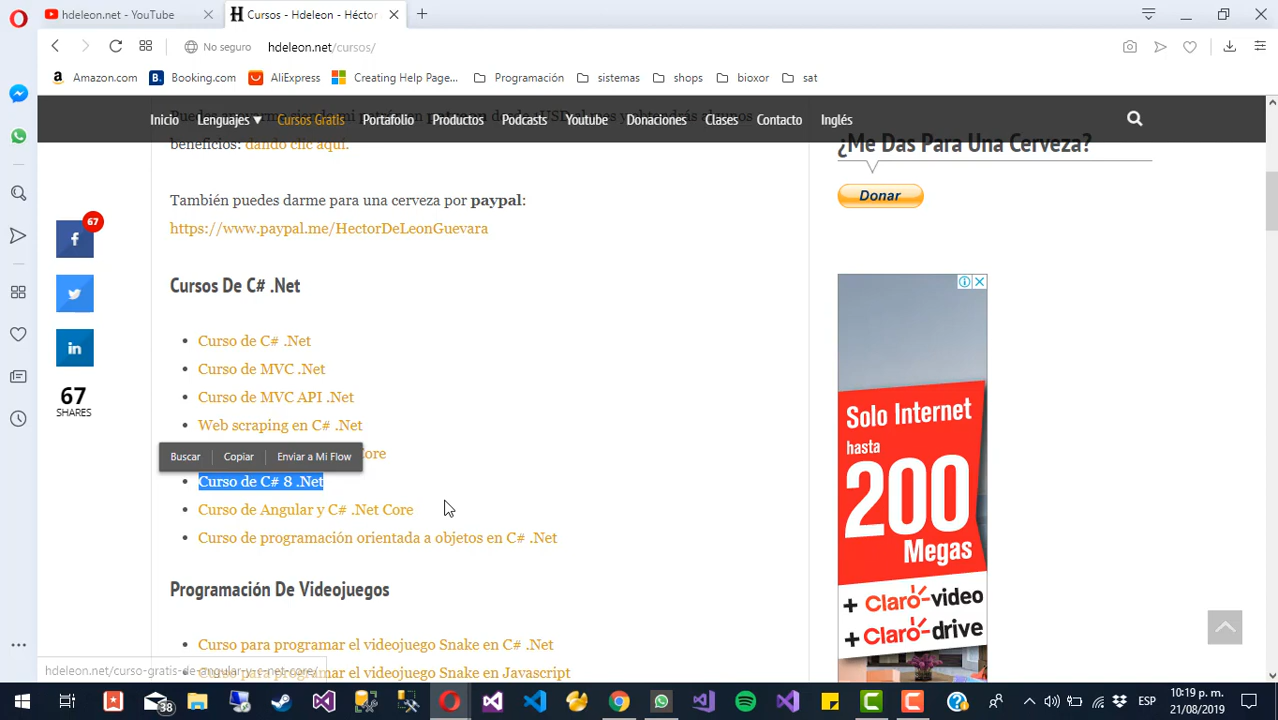 hdeleon.net - YouTube
Cursos - Hdeleon - Héctor
No seguro hdeleon.net/cursos/
Amazon.com Booking.com AliExpress Creating Help Page... Programación sistemas shops bioxor sat
Inicio Lenguajes Cursos Gratis Portafolio Productos Podcasts Youtube Donaciones Clases Contacto Inglés
beneficios: dando clic aquí.
También puedes darme para una cerveza por paypal:
https://www.paypal.me/HectorDeLeonGuevara
67
67
SHARES
Cursos De C# .Net
Curso de C# .Net
Curso de MVC .Net
Curso de MVC API .Net
Web scraping en C# .Net
Buscar Copiar Enviar a Mi Flow
Core
Curso de C# 8 .Net
Curso de Angular y C# .Net Core
Curso de programación orientada a objetos en C# .Net
Programación De Videojuegos
Curso para programar el videojuego Snake en C# .Net
Curso para programar el videojuego Snake en Javascript
hdeleon.net/curso-gratis-de-angular-y-c-net-core/
¿Me Das Para Una Cerveza?
Donar
Solo Internet
hasta
200
Megas
+ Claro-video
+ Claro-drive
38
ESP
10:19 p. m.
21/08/2019